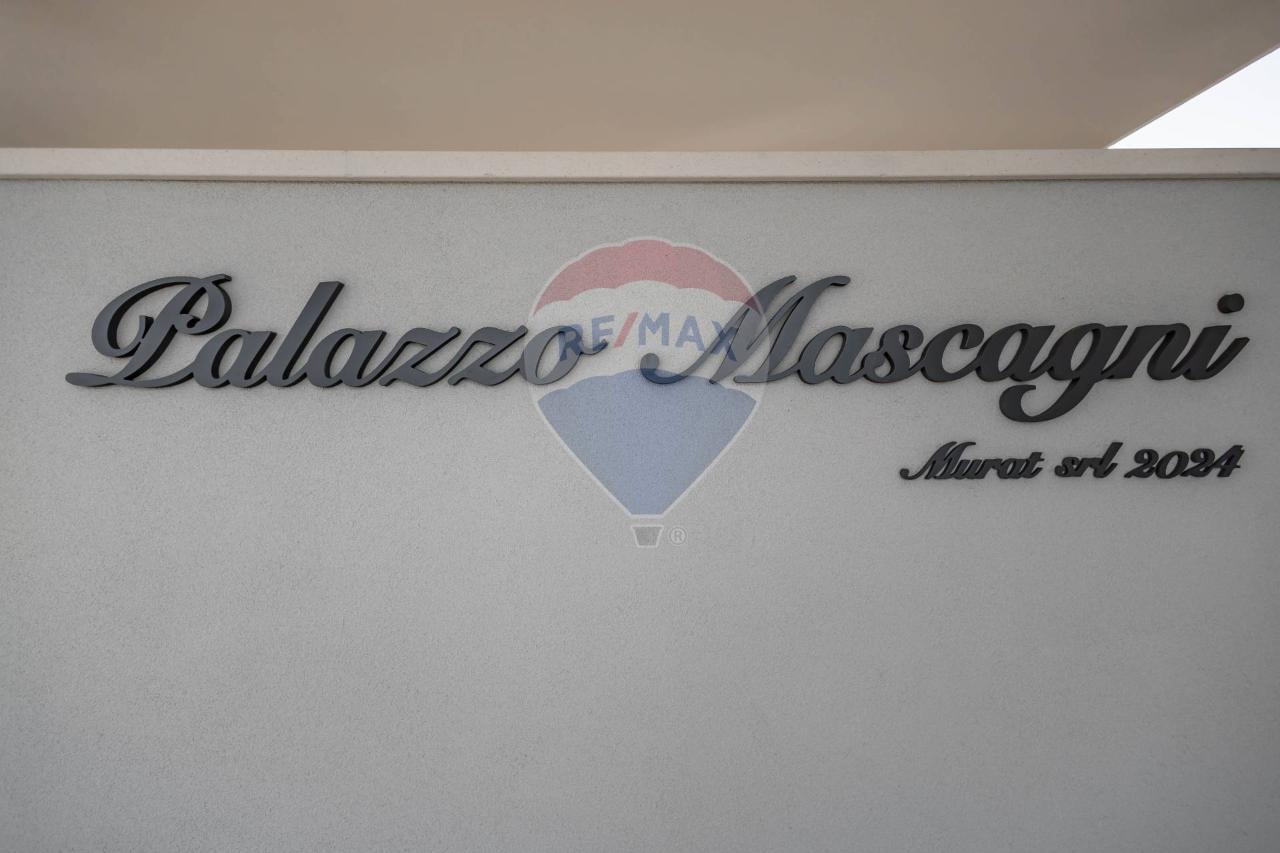 Palazzo Mascagni
RE/MAX
Murat srl 2024
®